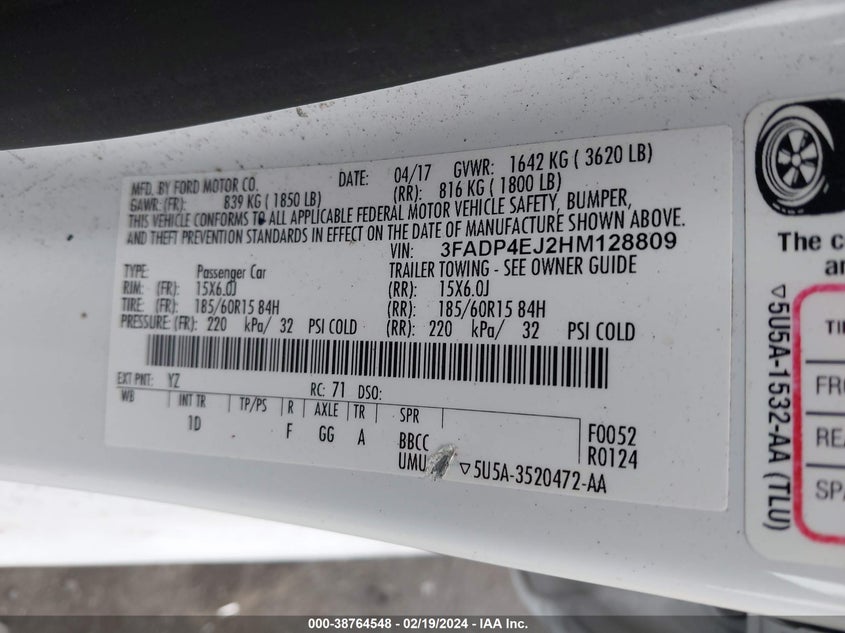 MFD. BY FORD MOTOR CO. DATE: 04/17 GVWR: 1642 KG ( 3620 LB)
GAWR: (FR): 839 KG ( 1850 LB) (RR): 816 KG ( 1800 LB)
THIS VEHICLE CONFORMS TO ALL APPLICABLE FEDERAL MOTOR VEHICLE SAFETY, BUMPER,
AND THEFT PREVENTION STANDARDS IN EFFECT ON THE DATE OF MANUFACTURE SHOWN ABOVE.
VIN: 3FADP4EJ2HM128809
TYPE: Passenger Car TRAILER TOWING - SEE OWNER GUIDE
RIM: (FR): 15X6.0J (RR): 15X6.0J
TIRE: (FR): 185/60R15 84H (RR): 185/60R15 84H
PRESSURE: (FR): 220 kPa/ 32 PSI COLD (RR): 220 kPa/ 32 PSI COLD
EXT PNT: YZ RC: 71 DSO:
WB INT TR TP/PS R AXLE TR SPR
1D F GG A BBCC F0052
UMU R0124
▽5U5A-3520472-AA
The c
an
▽5U5A-1532-AA (TLU)
TI
FRO
REA
SPA
000-38764548 - 02/19/2024 - IAA Inc.